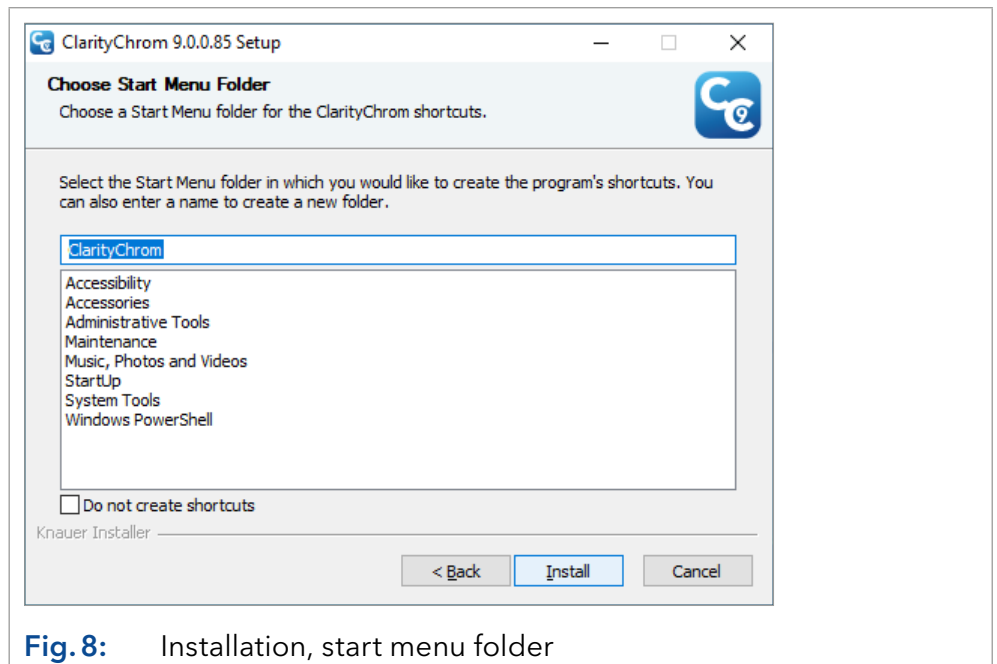 ClarityChrom 9.0.0.85 Setup
Choose Start Menu Folder
Choose a Start Menu folder for the ClarityChrom shortcuts.
CC9
Select the Start Menu folder in which you would like to create the program's shortcuts. You
can also enter a name to create a new folder.
ClarityChrom
Accessibility
Accessories
Administrative Tools
Maintenance
Music, Photos and Videos
StartUp
System Tools
Windows PowerShell
Do not create shortcuts
Knauer Installer
< Back Install Cancel
Fig. 8: Installation, start menu folder